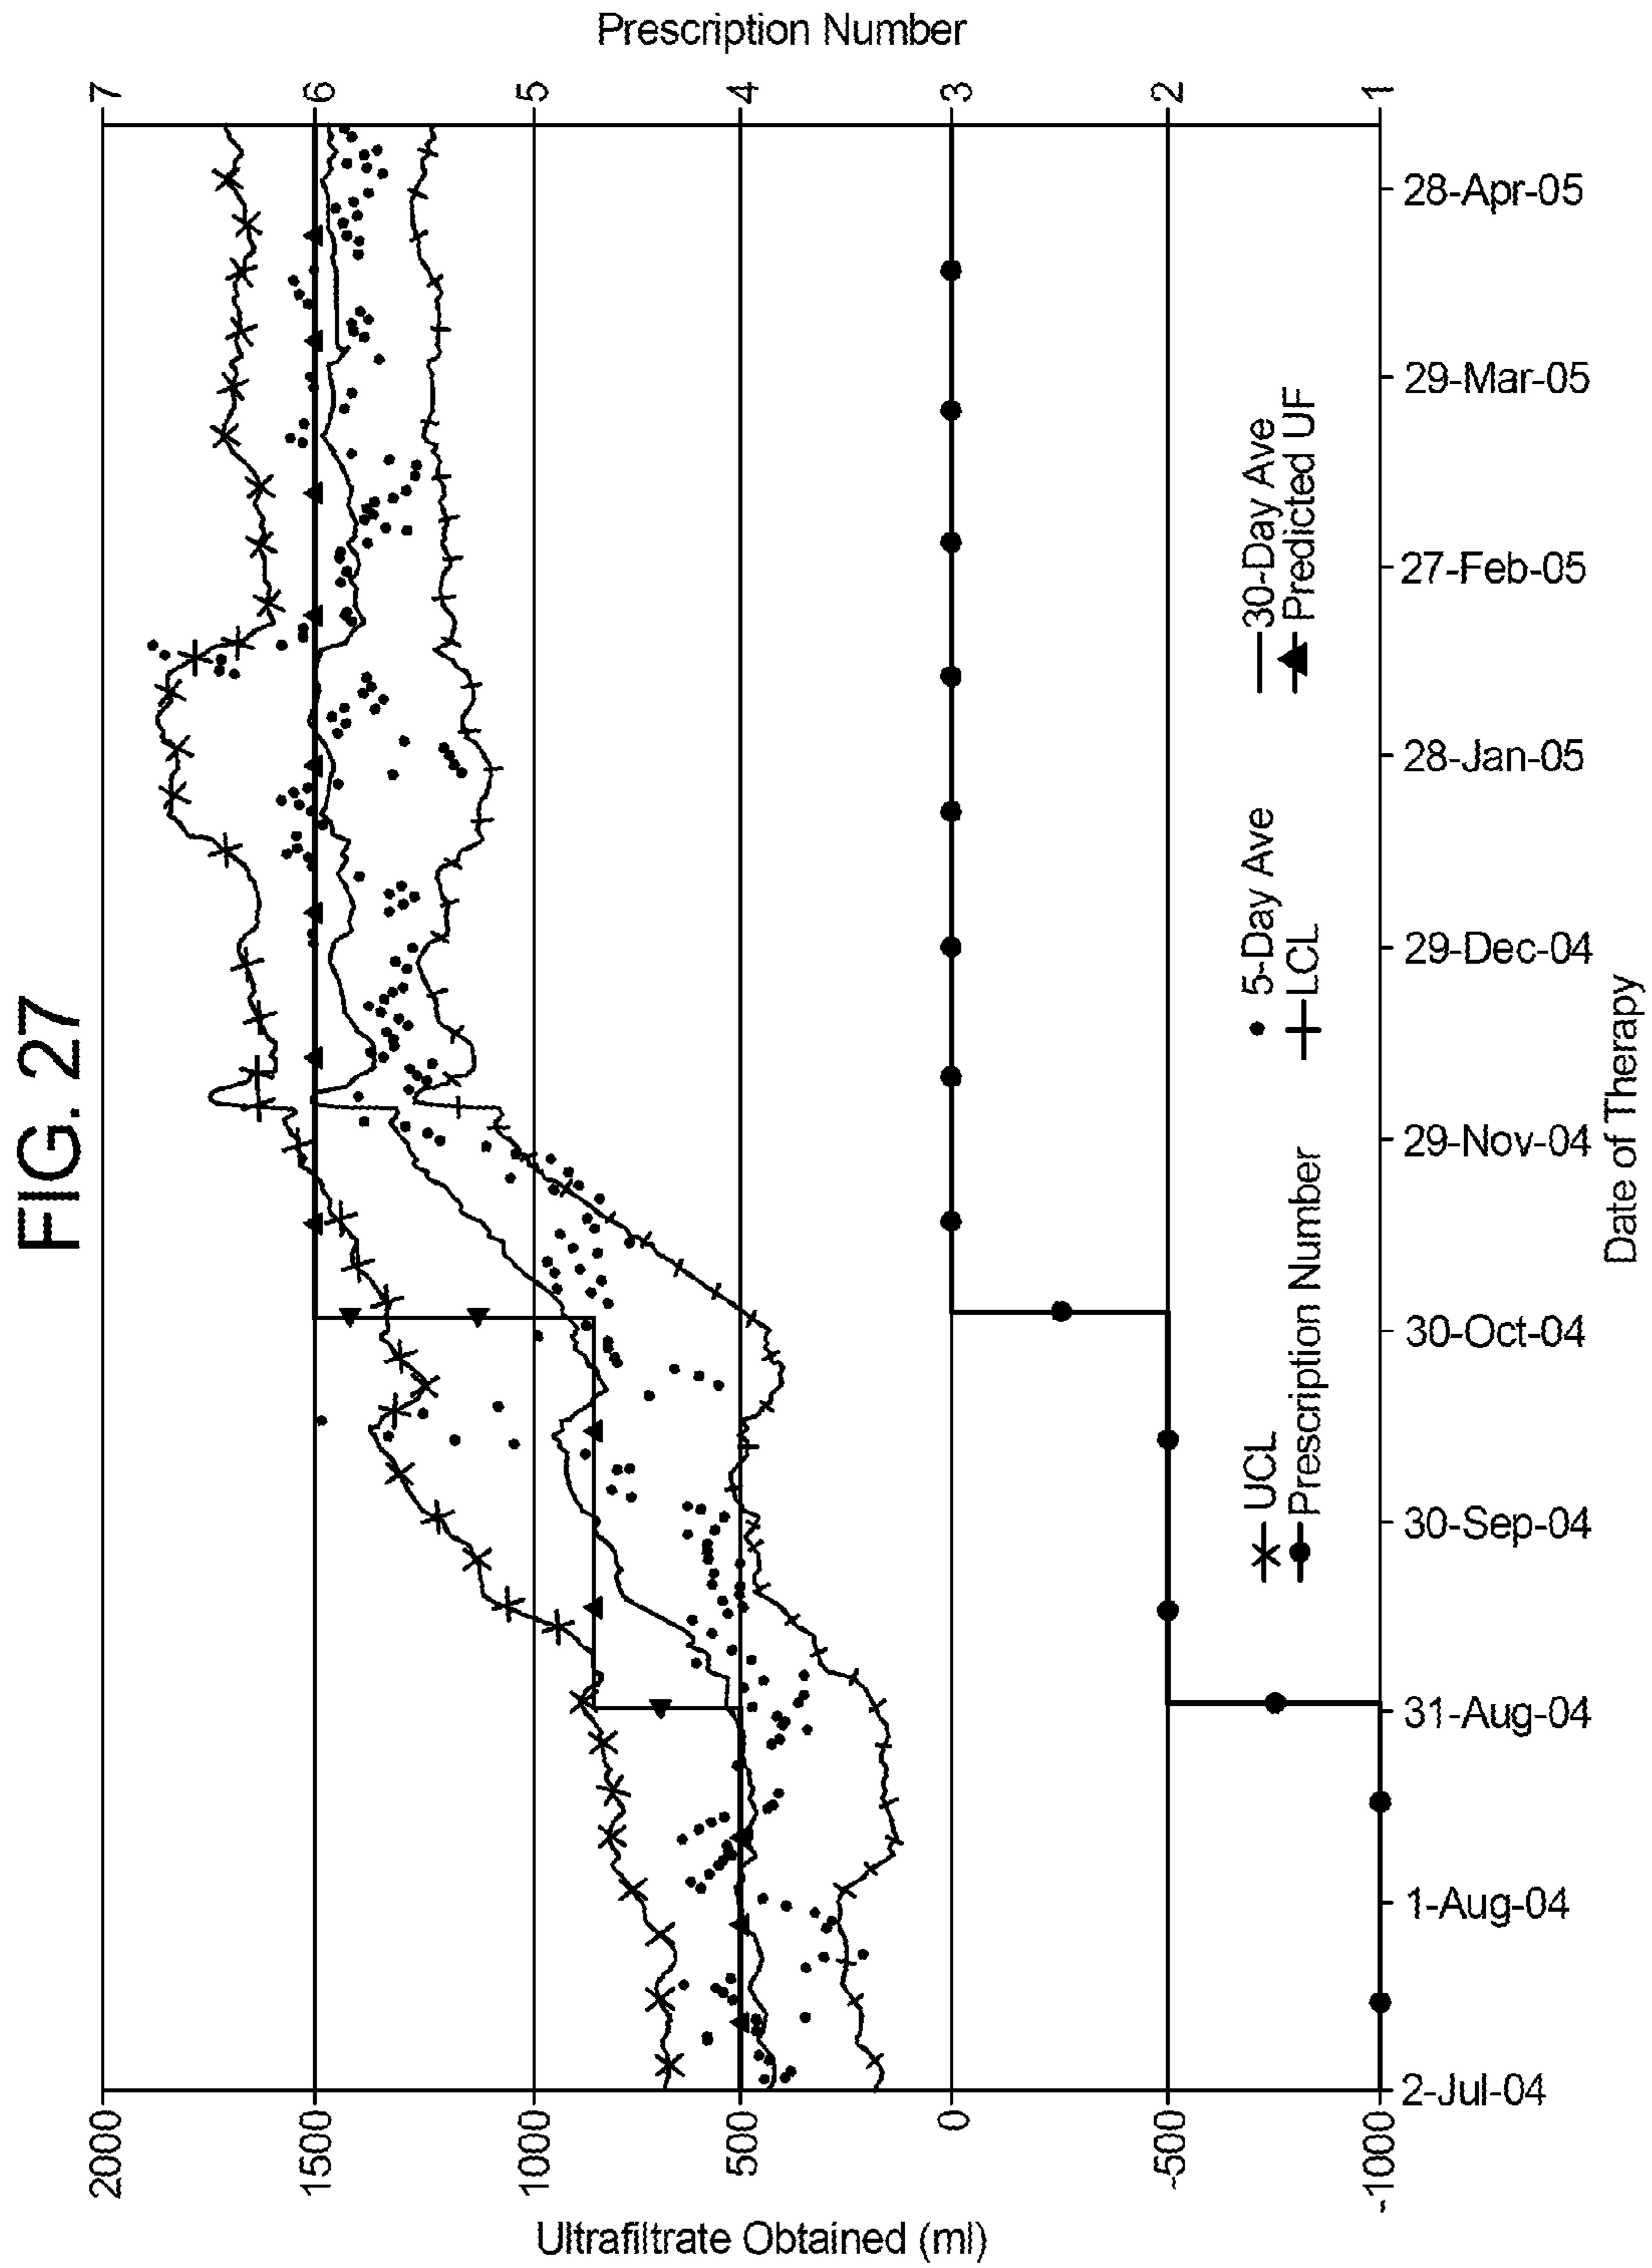 FIG. 27
Ultrafiltrate Obtained (ml)
2000
1500
1000
500
0
-500
-1000
Prescription Number
7
6
5
4
3
2
1
UCL
5-Day Ave
30-Day Ave
Prescription Number
LCL
Predicted UF
2-Jul-04
1-Aug-04
31-Aug-04
30-Sep-04
30-Oct-04
29-Nov-04
29-Dec-04
28-Jan-05
27-Feb-05
29-Mar-05
28-Apr-05
Date of Therapy